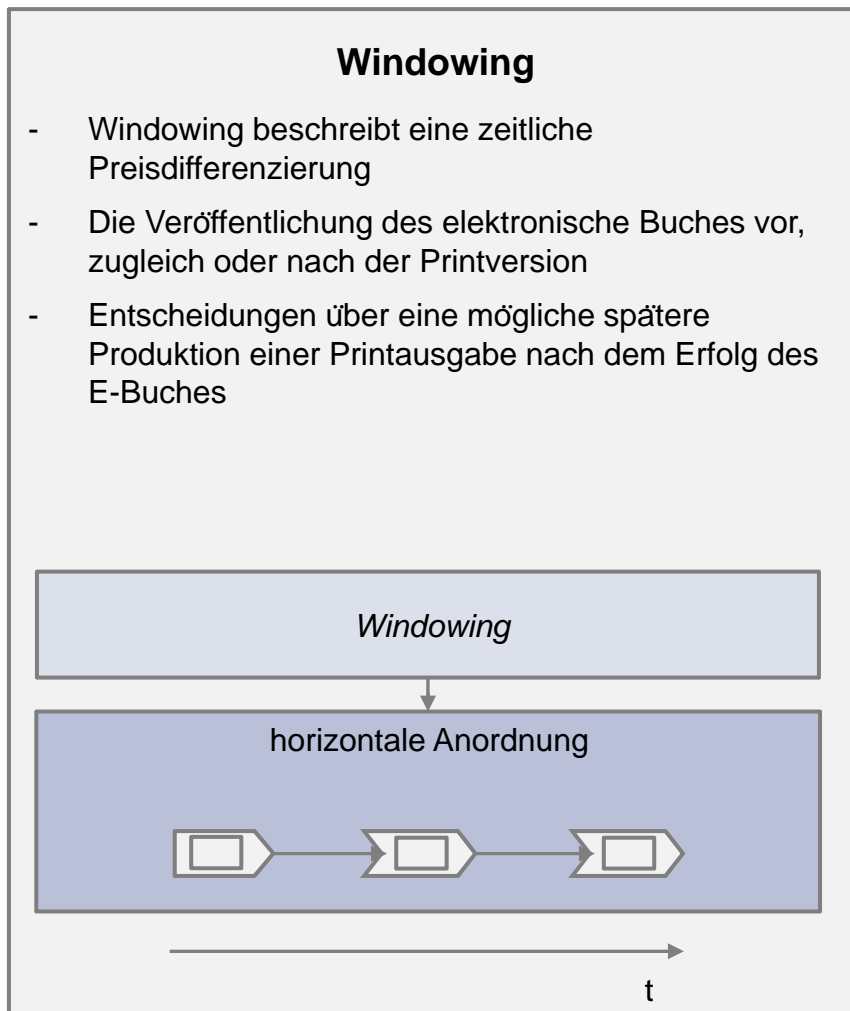 Windowing
- Windowing beschreibt eine zeitliche
Preisdifferenzierung
- Die Veröffentlichung des elektronische Buches vor,
zugleich oder nach der Printversion
- Entscheidungen über eine mögliche spätere
Produktion einer Printausgabe nach dem Erfolg des
E-Buches
Windowing
horizontale Anordnung
t